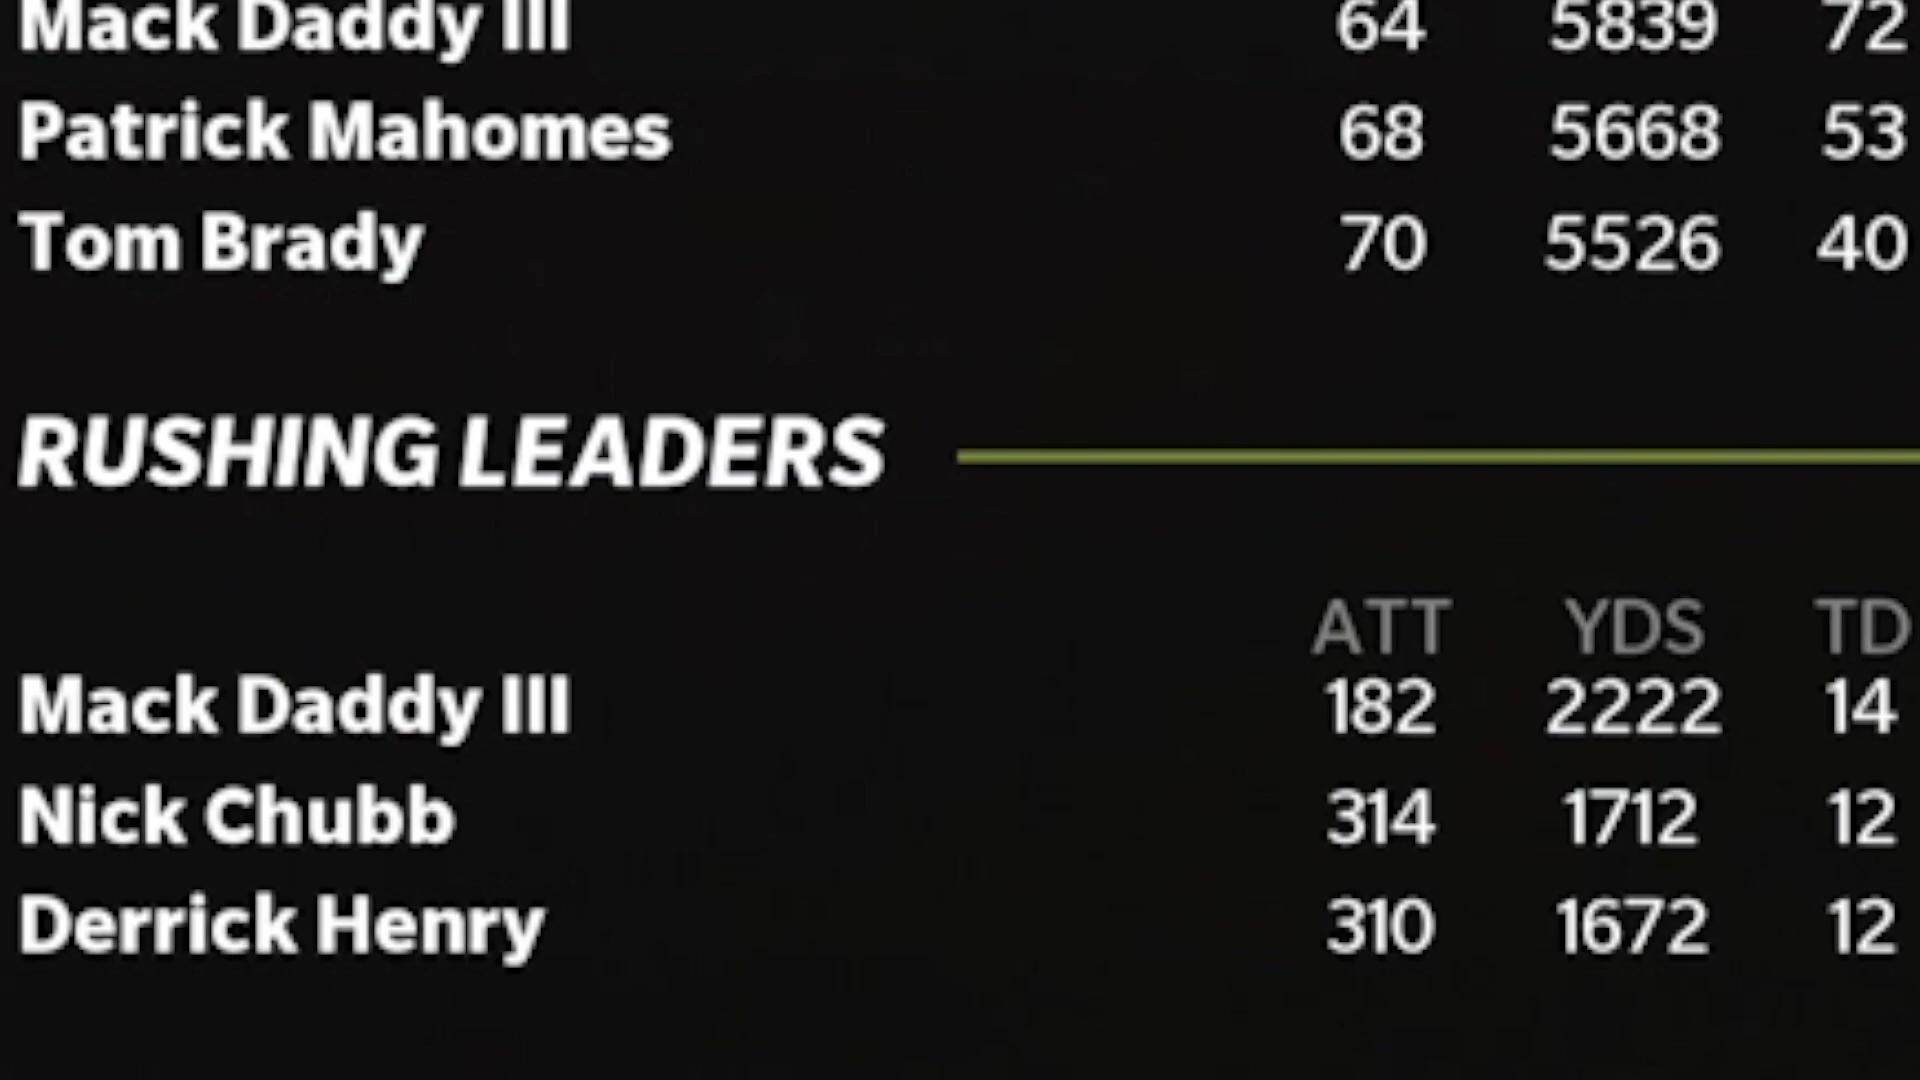 Mack Daddy III 64 5839 72
Patrick Mahomes 68 5668 53
Tom Brady 70 5526 40
RUSHING LEADERS
ATT YDS TD
Mack Daddy III 182 2222 14
Nick Chubb 314 1712 12
Derrick Henry 310 1672 12